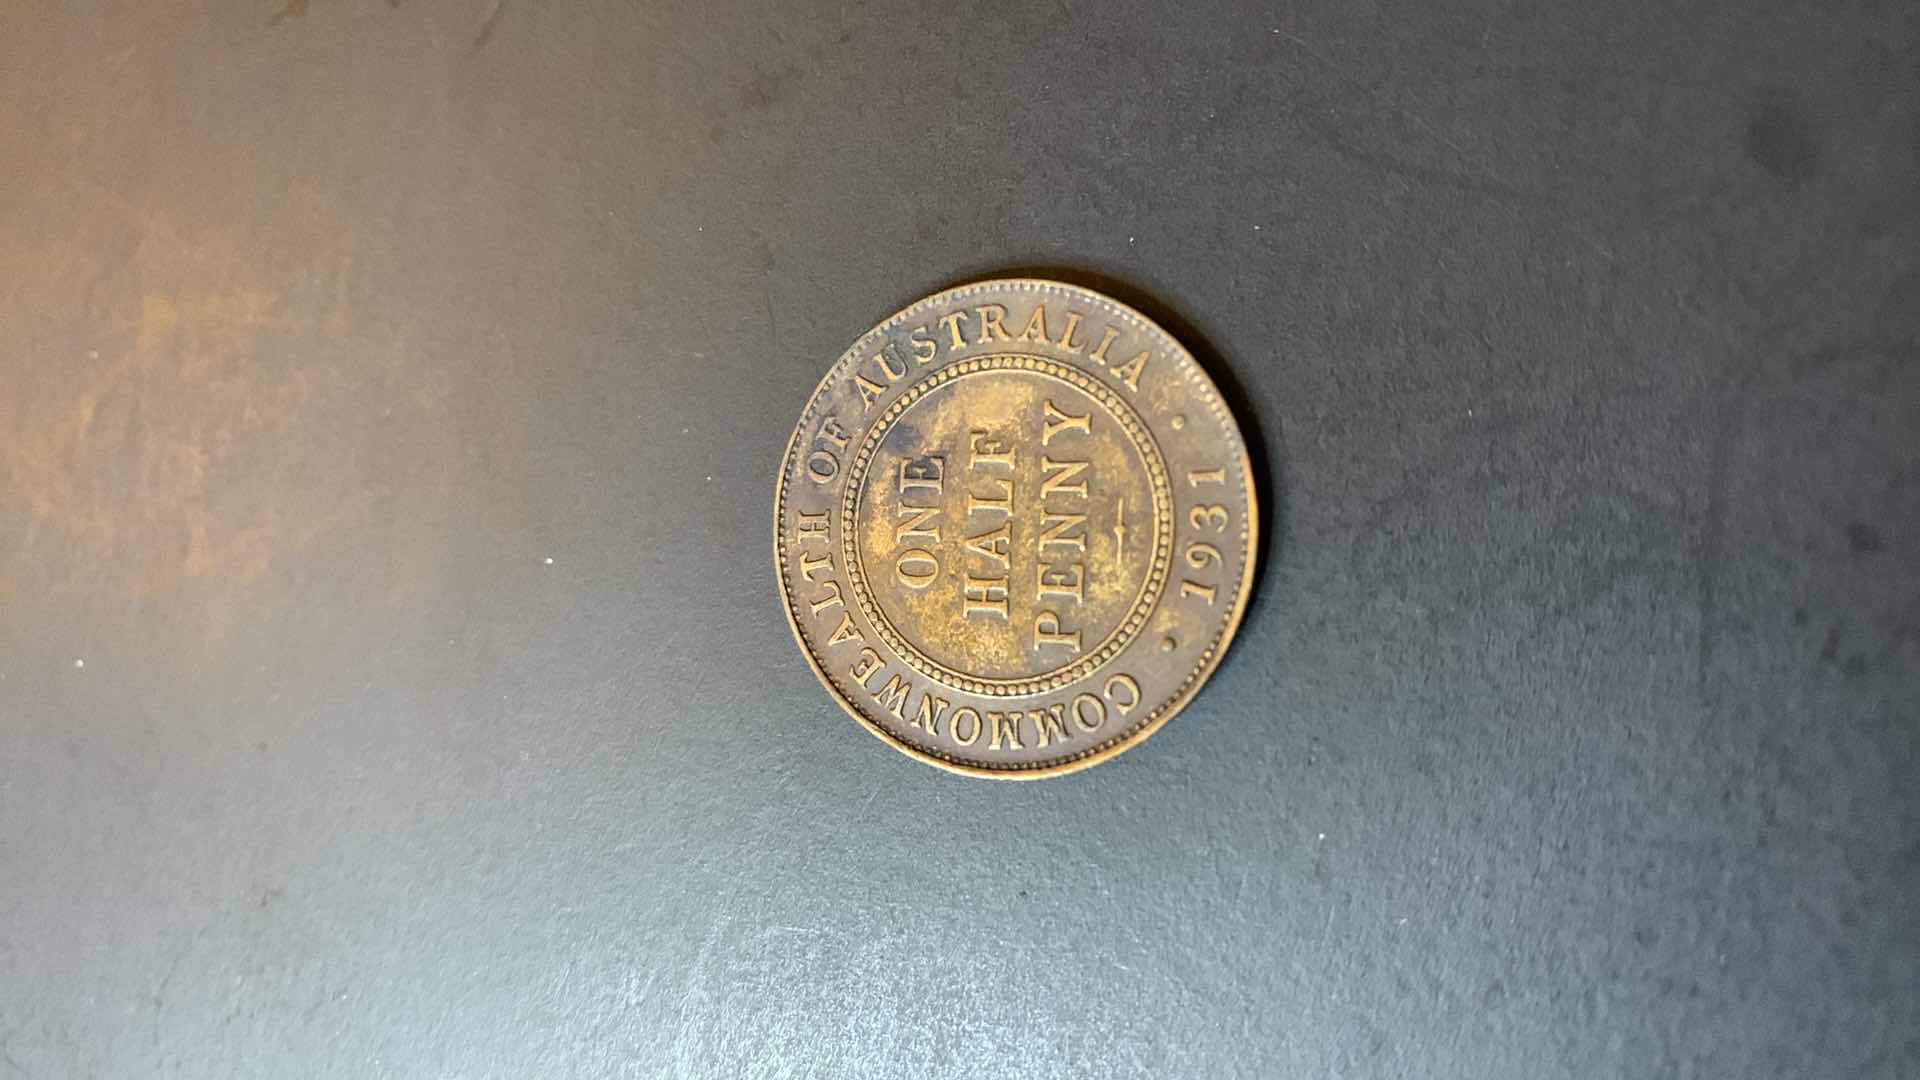 COMMONWEALTH OF AUSTRALIA
ONE
HALF
PENNY
· 1931 ·